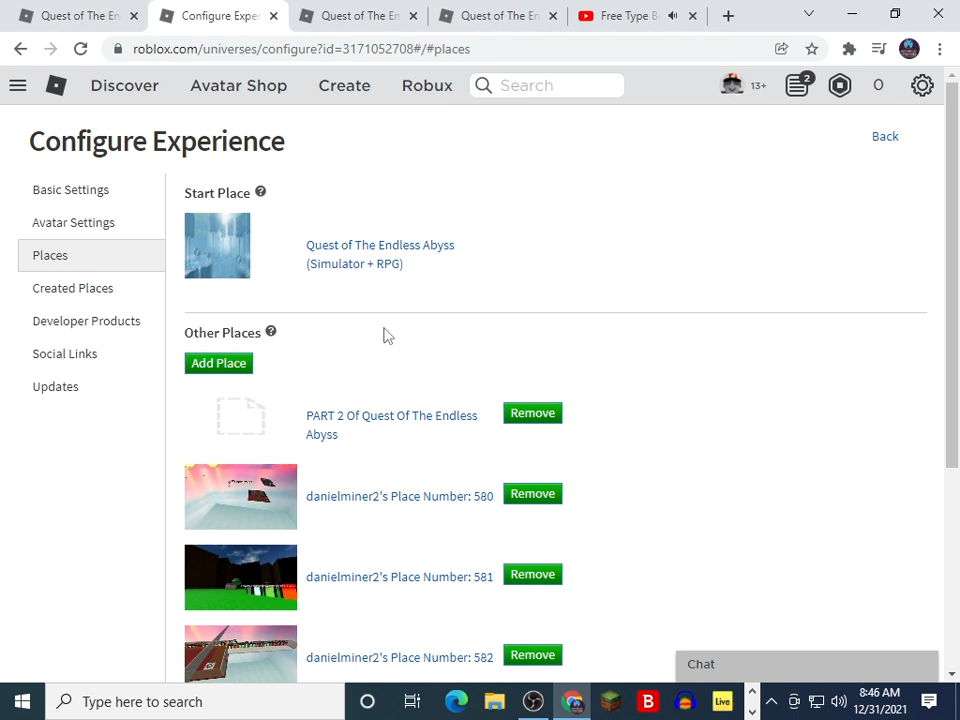 Quest of The En
Configure Exper
Quest of The En
Quest of The En
Free Type B
roblox.com/universes/configure?id=3171052708#/#places
Discover
Avatar Shop
Create
Robux
Search
13+
2
0
Configure Experience
Back
Basic Settings
Avatar Settings
Places
Created Places
Developer Products
Social Links
Updates
Start Place
Quest of The Endless Abyss
(Simulator + RPG)
Other Places
Add Place
PART 2 Of Quest Of The Endless
Abyss
Remove
danielminer2's Place Number: 580
Remove
danielminer2's Place Number: 581
Remove
danielminer2's Place Number: 582
Remove
Chat
Type here to search
B
Live
8:46 AM
12/31/2021